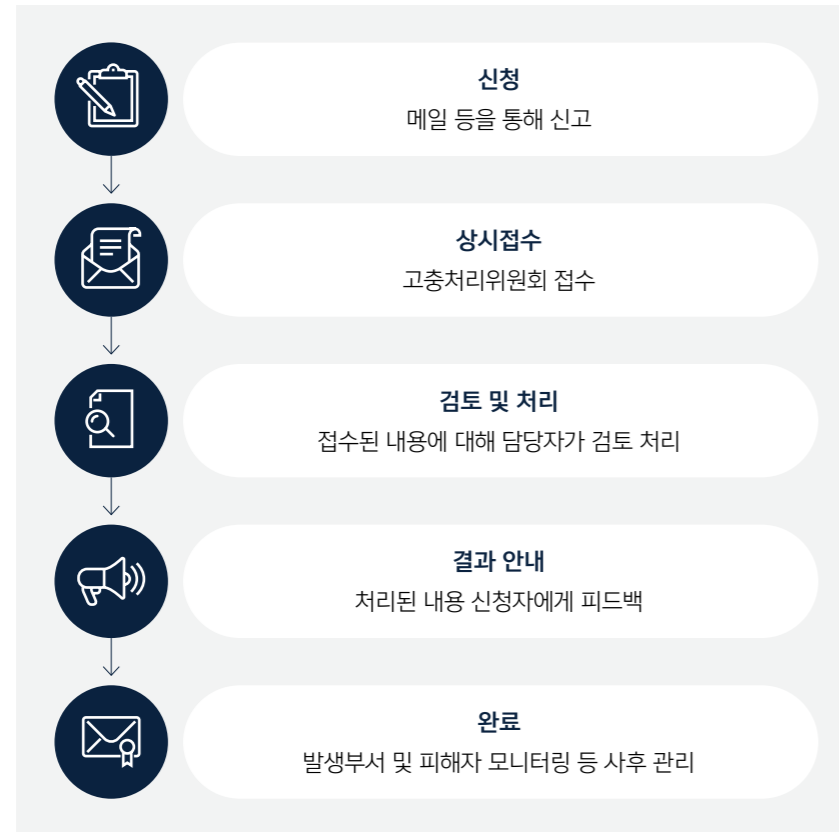 신청
메일 등을 통해 신고
상시접수
고충처리위원회 접수
검토 및 처리
접수된 내용에 대해 담당자가 검토 처리
결과 안내
처리된 내용 신청자에게 피드백
완료
발생부서 및 피해자 모니터링 등 사후 관리